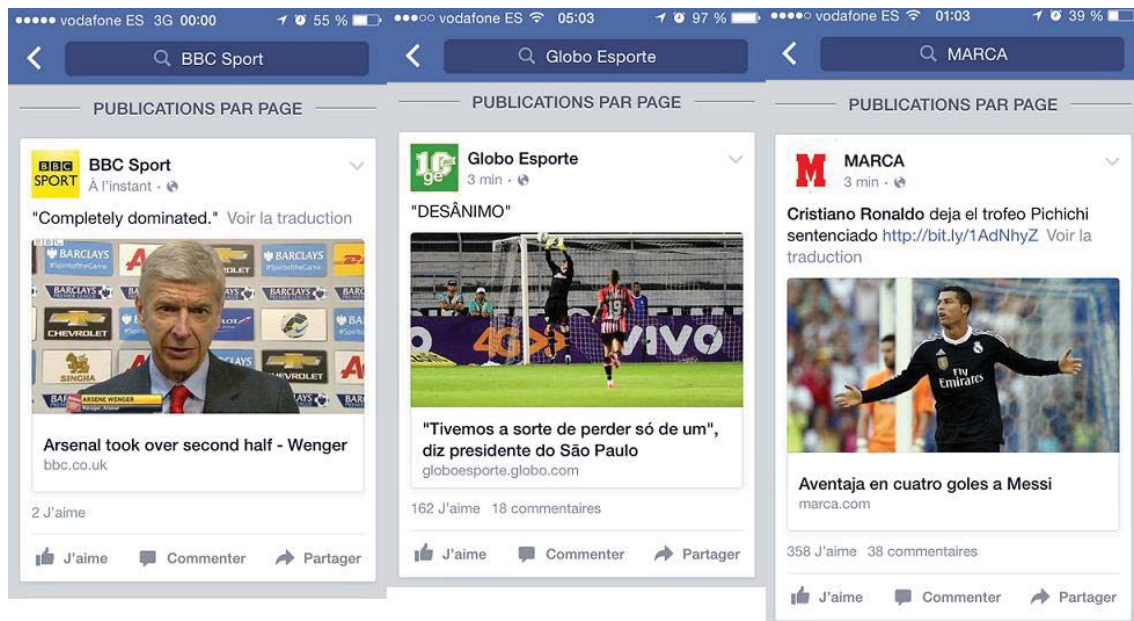 vodafone ES 3G 00:00 55 %
BBC Sport
PUBLICATIONS PAR PAGE
BBC
SPORT
BBC Sport
À l'instant
"Completely dominated." Voir la traduction
BARCLAYS
BARCLAYS
CHEVROLET
SINGHA
ARSENE WENGER
Manager, Arsenal
Arsenal took over second half - Wenger
bbc.co.uk
2 J'aime
J'aime Commenter Partager
vodafone ES 05:03 97 %
Globo Esporte
PUBLICATIONS PAR PAGE
ge
Globo Esporte
3 min
"DESÂNIMO"
4G VIVO
19
"Tivemos a sorte de perder só de um",
diz presidente do São Paulo
globoesporte.globo.com
162 J'aime 18 commentaires
J'aime Commenter Partager
vodafone ES 01:03 39 %
MARCA
PUBLICATIONS PAR PAGE
M
MARCA
3 min
Cristiano Ronaldo deja el trofeo Pichichi
sentenciado http://bit.ly/1AdNhyZ Voir la
traduction
Fly
Emirates
Aventaja en cuatro goles a Messi
marca.com
358 J'aime 38 commentaires
J'aime Commenter Partager